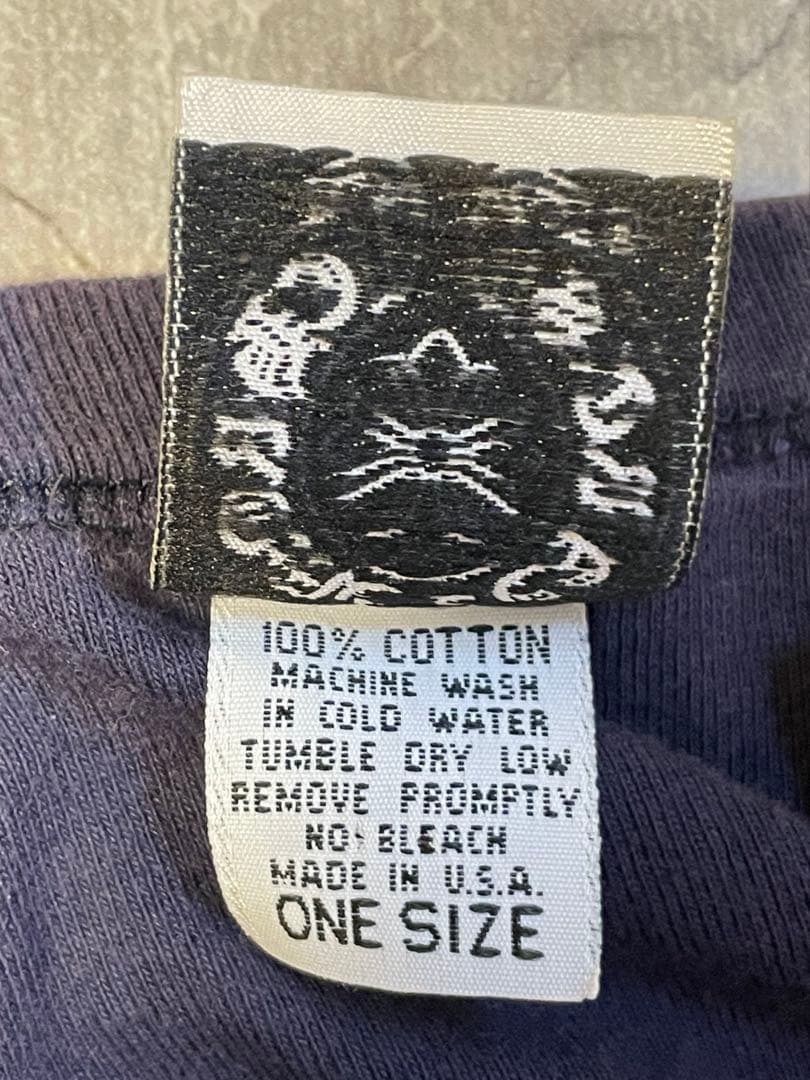 100% COTTON
MACHINE WASH
IN COLD WATER
TUMBLE DRY LOW
REMOVE PROMPTLY
NO BLEACH
MADE IN U.S.A.
ONE SIZE